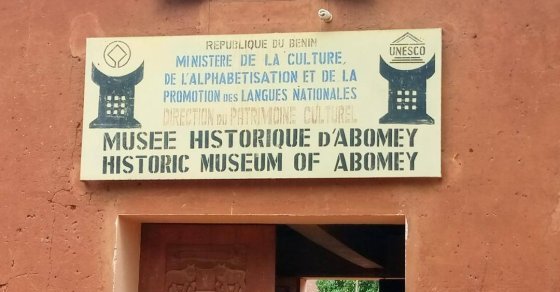 REPUBLIQUE DU BENIN
UNESCO
MINISTERE DE LA CULTURE,
DE L'ALPHABETISATION ET DE LA
PROMOTION DES LANGUES NATIONALES
DIRECTION DU PATRIMOINE CULTUREL
MUSEE HISTORIQUE D'ABOMEY
HISTORIC MUSEUM OF ABOMEY